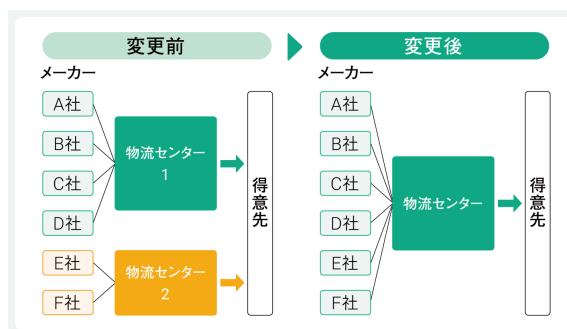 変更前
メーカー
A社
B社
C社
D社
E社
F社
物流センター
1
物流センター
2
得意先
変更後
メーカー
A社
B社
C社
D社
E社
F社
物流センター
得意先